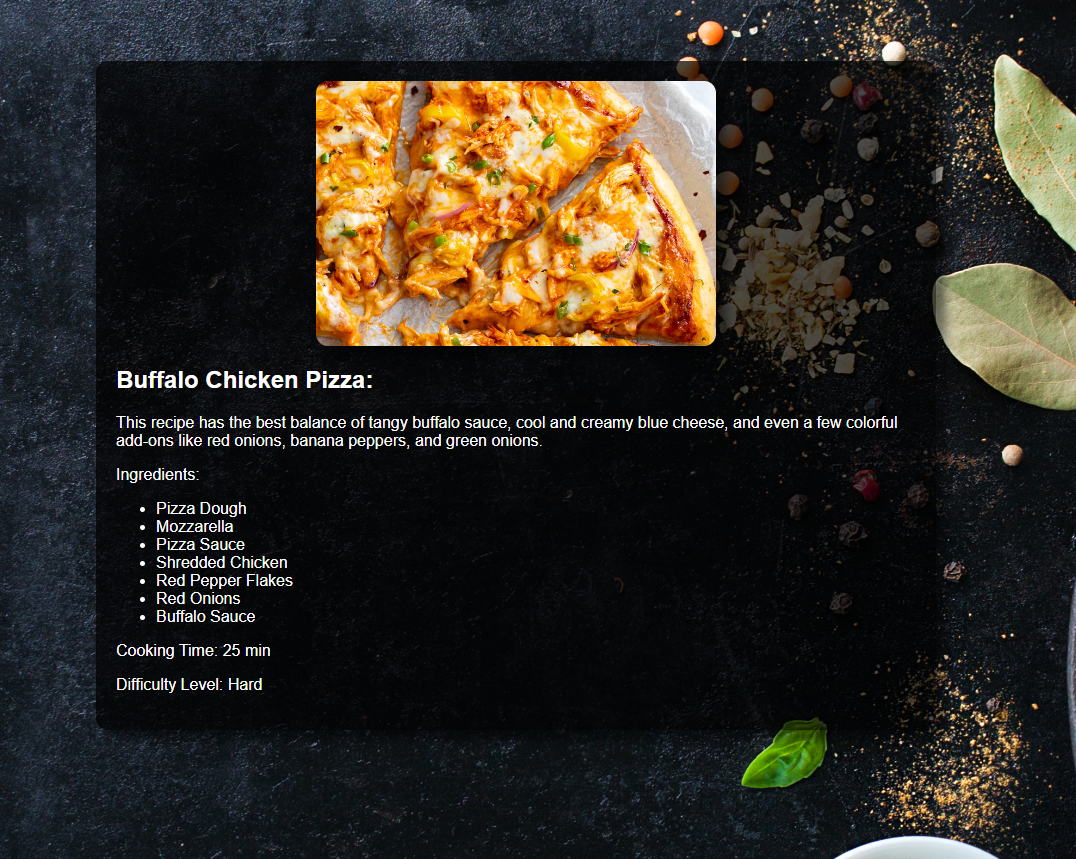 Buffalo Chicken Pizza:
This recipe has the best balance of tangy buffalo sauce, cool and creamy blue cheese, and even a few colorful
add-ons like red onions, banana peppers, and green onions.
Ingredients:
• Pizza Dough
• Mozzarella
• Pizza Sauce
• Shredded Chicken
• Red Pepper Flakes
• Red Onions
• Buffalo Sauce
Cooking Time: 25 min
Difficulty Level: Hard